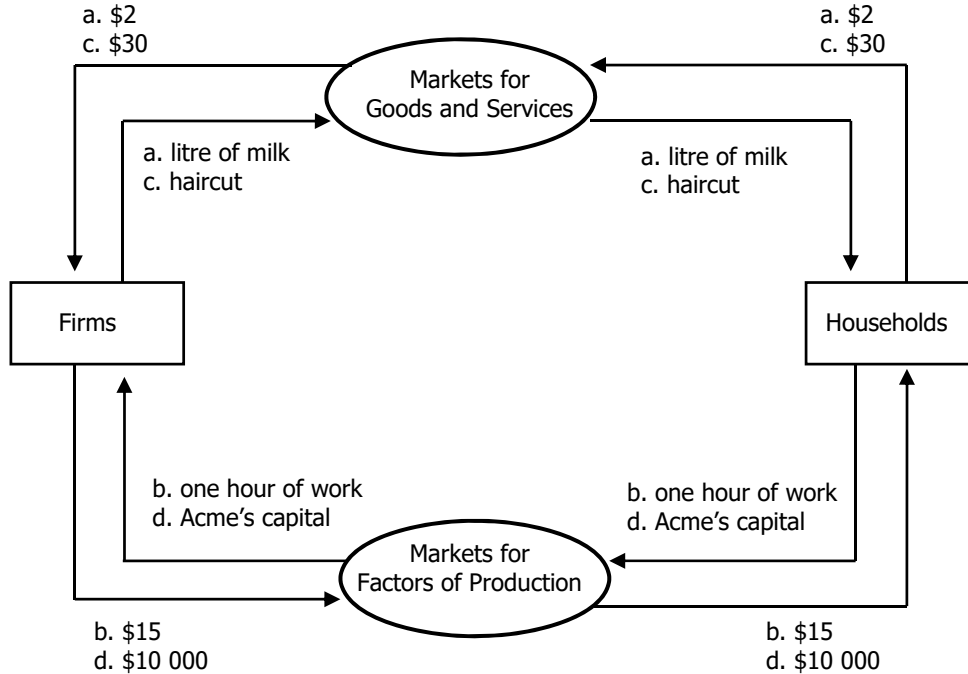 a. $2
c. $30
a. $2
c. $30
Markets for
Goods and Services
a. litre of milk
c. haircut
a. litre of milk
c. haircut
Firms
Households
b. one hour of work
d. Acme’s capital
b. one hour of work
d. Acme’s capital
Markets for
Factors of Production
b. $15
d. $10 000
b. $15
d. $10 000